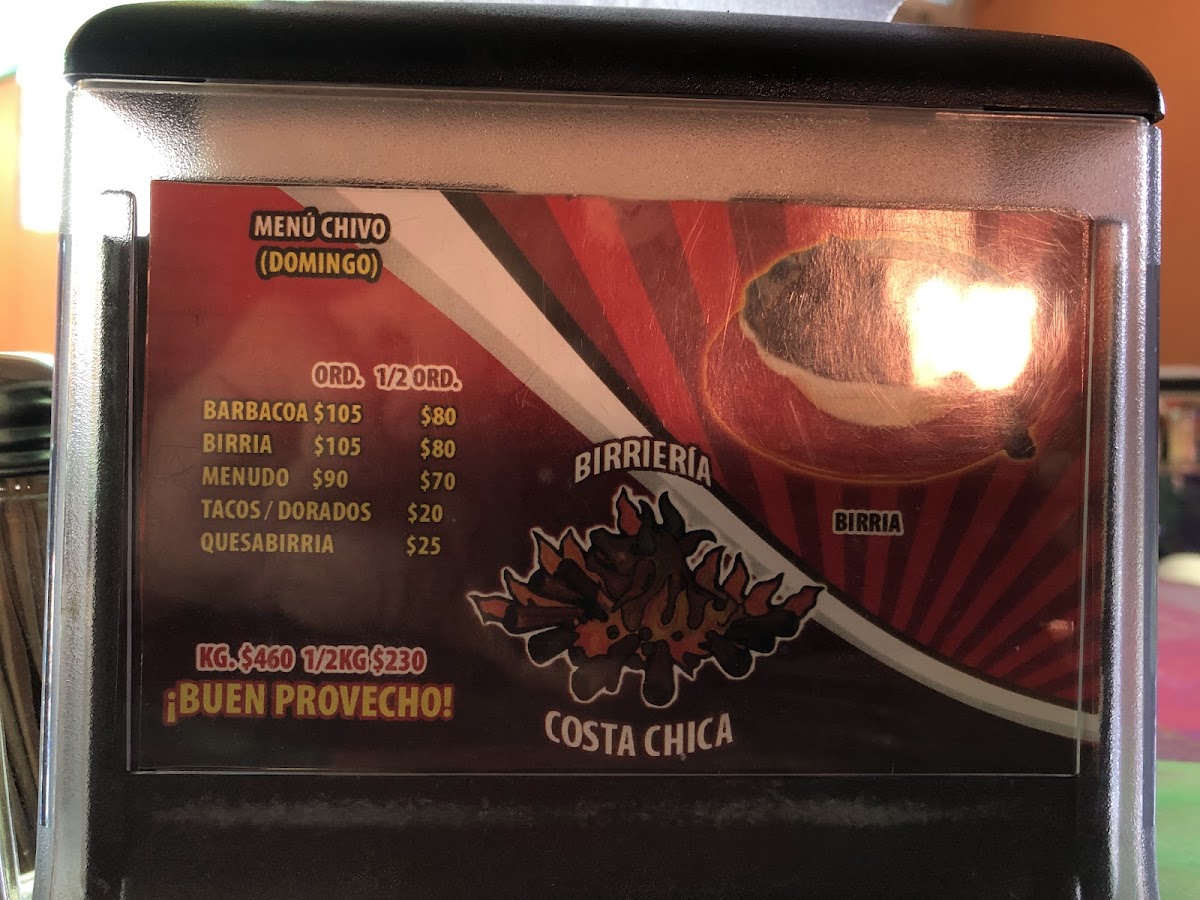 MENÚ CHIVO
(DOMINGO)
ORD. 1/2 ORD.
BARBACOA $105 $80
BIRRIA $105 $80
MENUDO $90 $70
TACOS / DORADOS $20
QUESABIRRIA $25
KG. $460 1/2KG $230
¡BUEN PROVECHO!
BIRRIERÍA
COSTA CHICA
BIRRIA